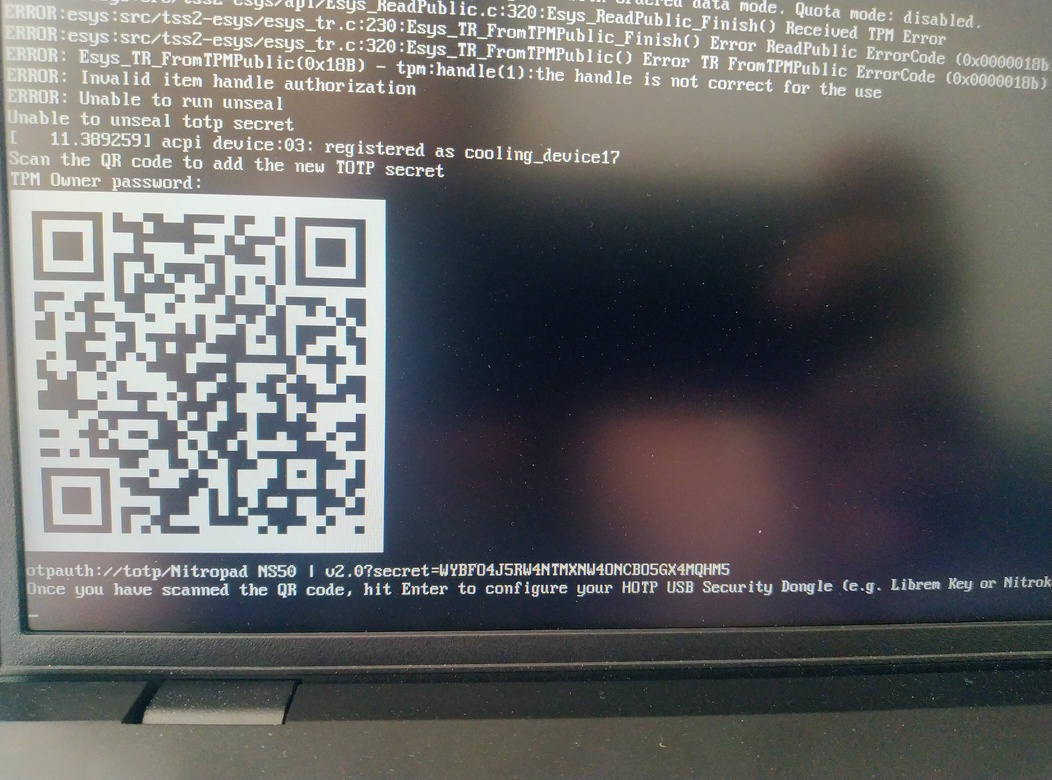 ordered data mode. Quota mode: disabled.
ERROR:esys:src/tss2-esys/api/Esys_ReadPublic.c:320:Esys_ReadPublic_Finish() Received TPM Error
ERROR:esys:src/tss2-esys/esys_tr.c:230:Esys_TR_FromTPMPublic_Finish() Error ReadPublic ErrorCode (0x0000018b)
ERROR:esys:src/tss2-esys/esys_tr.c:320:Esys_TR_FromTPMPublic() Error TR FromTPMPublic ErrorCode (0x0000018b)
ERROR: Esys_TR_FromTPMPublic(0x18B) - tpm:handle(1):the handle is not correct for the use
ERROR: Invalid item handle authorization
ERROR: Unable to run unseal
Unable to unseal totp secret
[   11.389259] acpi device:03: registered as cooling_device17
Scan the QR code to add the new TOTP secret
TPM Owner password:
otpauth://totp/Nitropad NS50 | v2.0?secret=WYBFO4J5RW4NTMXNW4ONCBO5GX4MQHM5
Once you have scanned the QR code, hit Enter to configure your HOTP USB Security Dongle (e.g. Librem Key or Nitrok